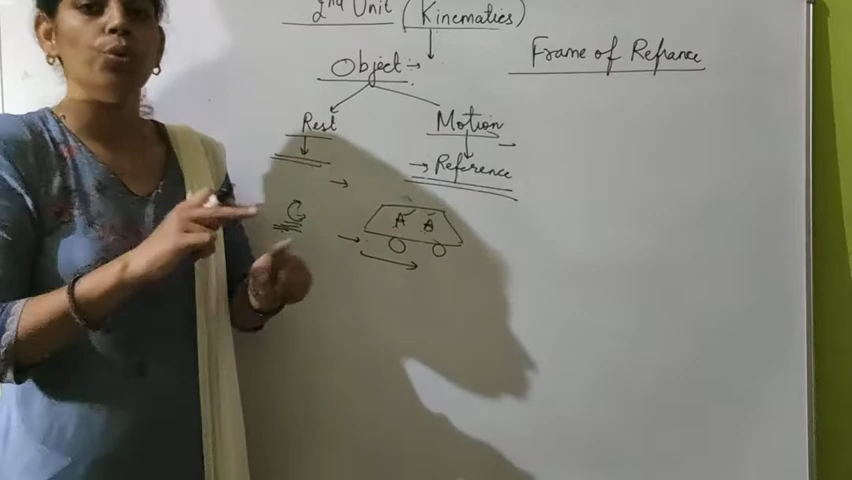 2nd Unit (Kinematics)
Object:→
Frame of Refrance
Rest
Motion
→ Reference
C
A B